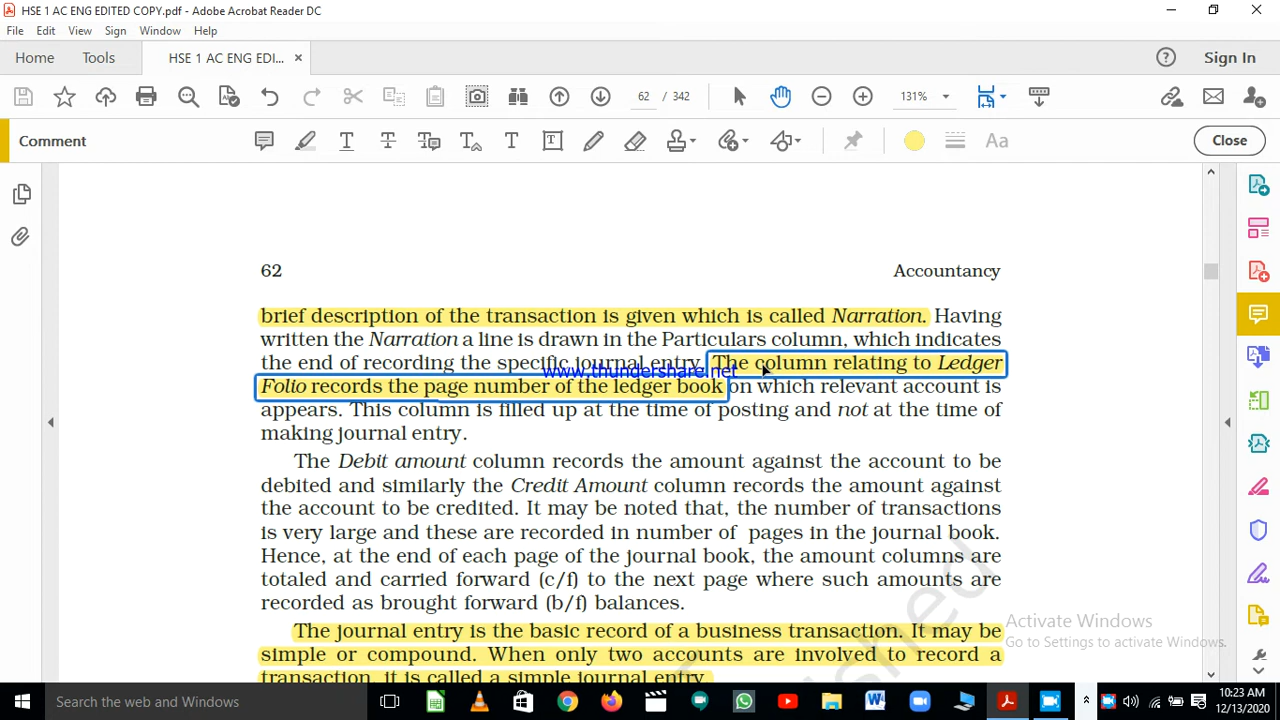 HSE 1 AC ENG EDITED COPY.pdf - Adobe Acrobat Reader DC
File Edit View Sign Window Help
Home Tools HSE 1 AC ENG EDI... × Sign In
62 / 342 131%
Comment Close
62 Accountancy
brief description of the transaction is given which is called Narration. Having
written the Narration a line is drawn in the Particulars column, which indicates
the end of recording the specific journal entry. The column relating to Ledger
www.thundershare.net
Folio records the page number of the ledger book on which relevant account is
appears. This column is filled up at the time of posting and not at the time of
making journal entry.
The Debit amount column records the amount against the account to be
debited and similarly the Credit Amount column records the amount against
the account to be credited. It may be noted that, the number of transactions
is very large and these are recorded in number of pages in the journal book.
Hence, at the end of each page of the journal book, the amount columns are
totaled and carried forward (c/f) to the next page where such amounts are
recorded as brought forward (b/f) balances.
The journal entry is the basic record of a business transaction. It may be
simple or compound. When only two accounts are involved to record a
transaction, it is called a simple journal entry.
Activate Windows
Go to Settings to activate Windows.
Search the web and Windows
10:23 AM
12/13/2020